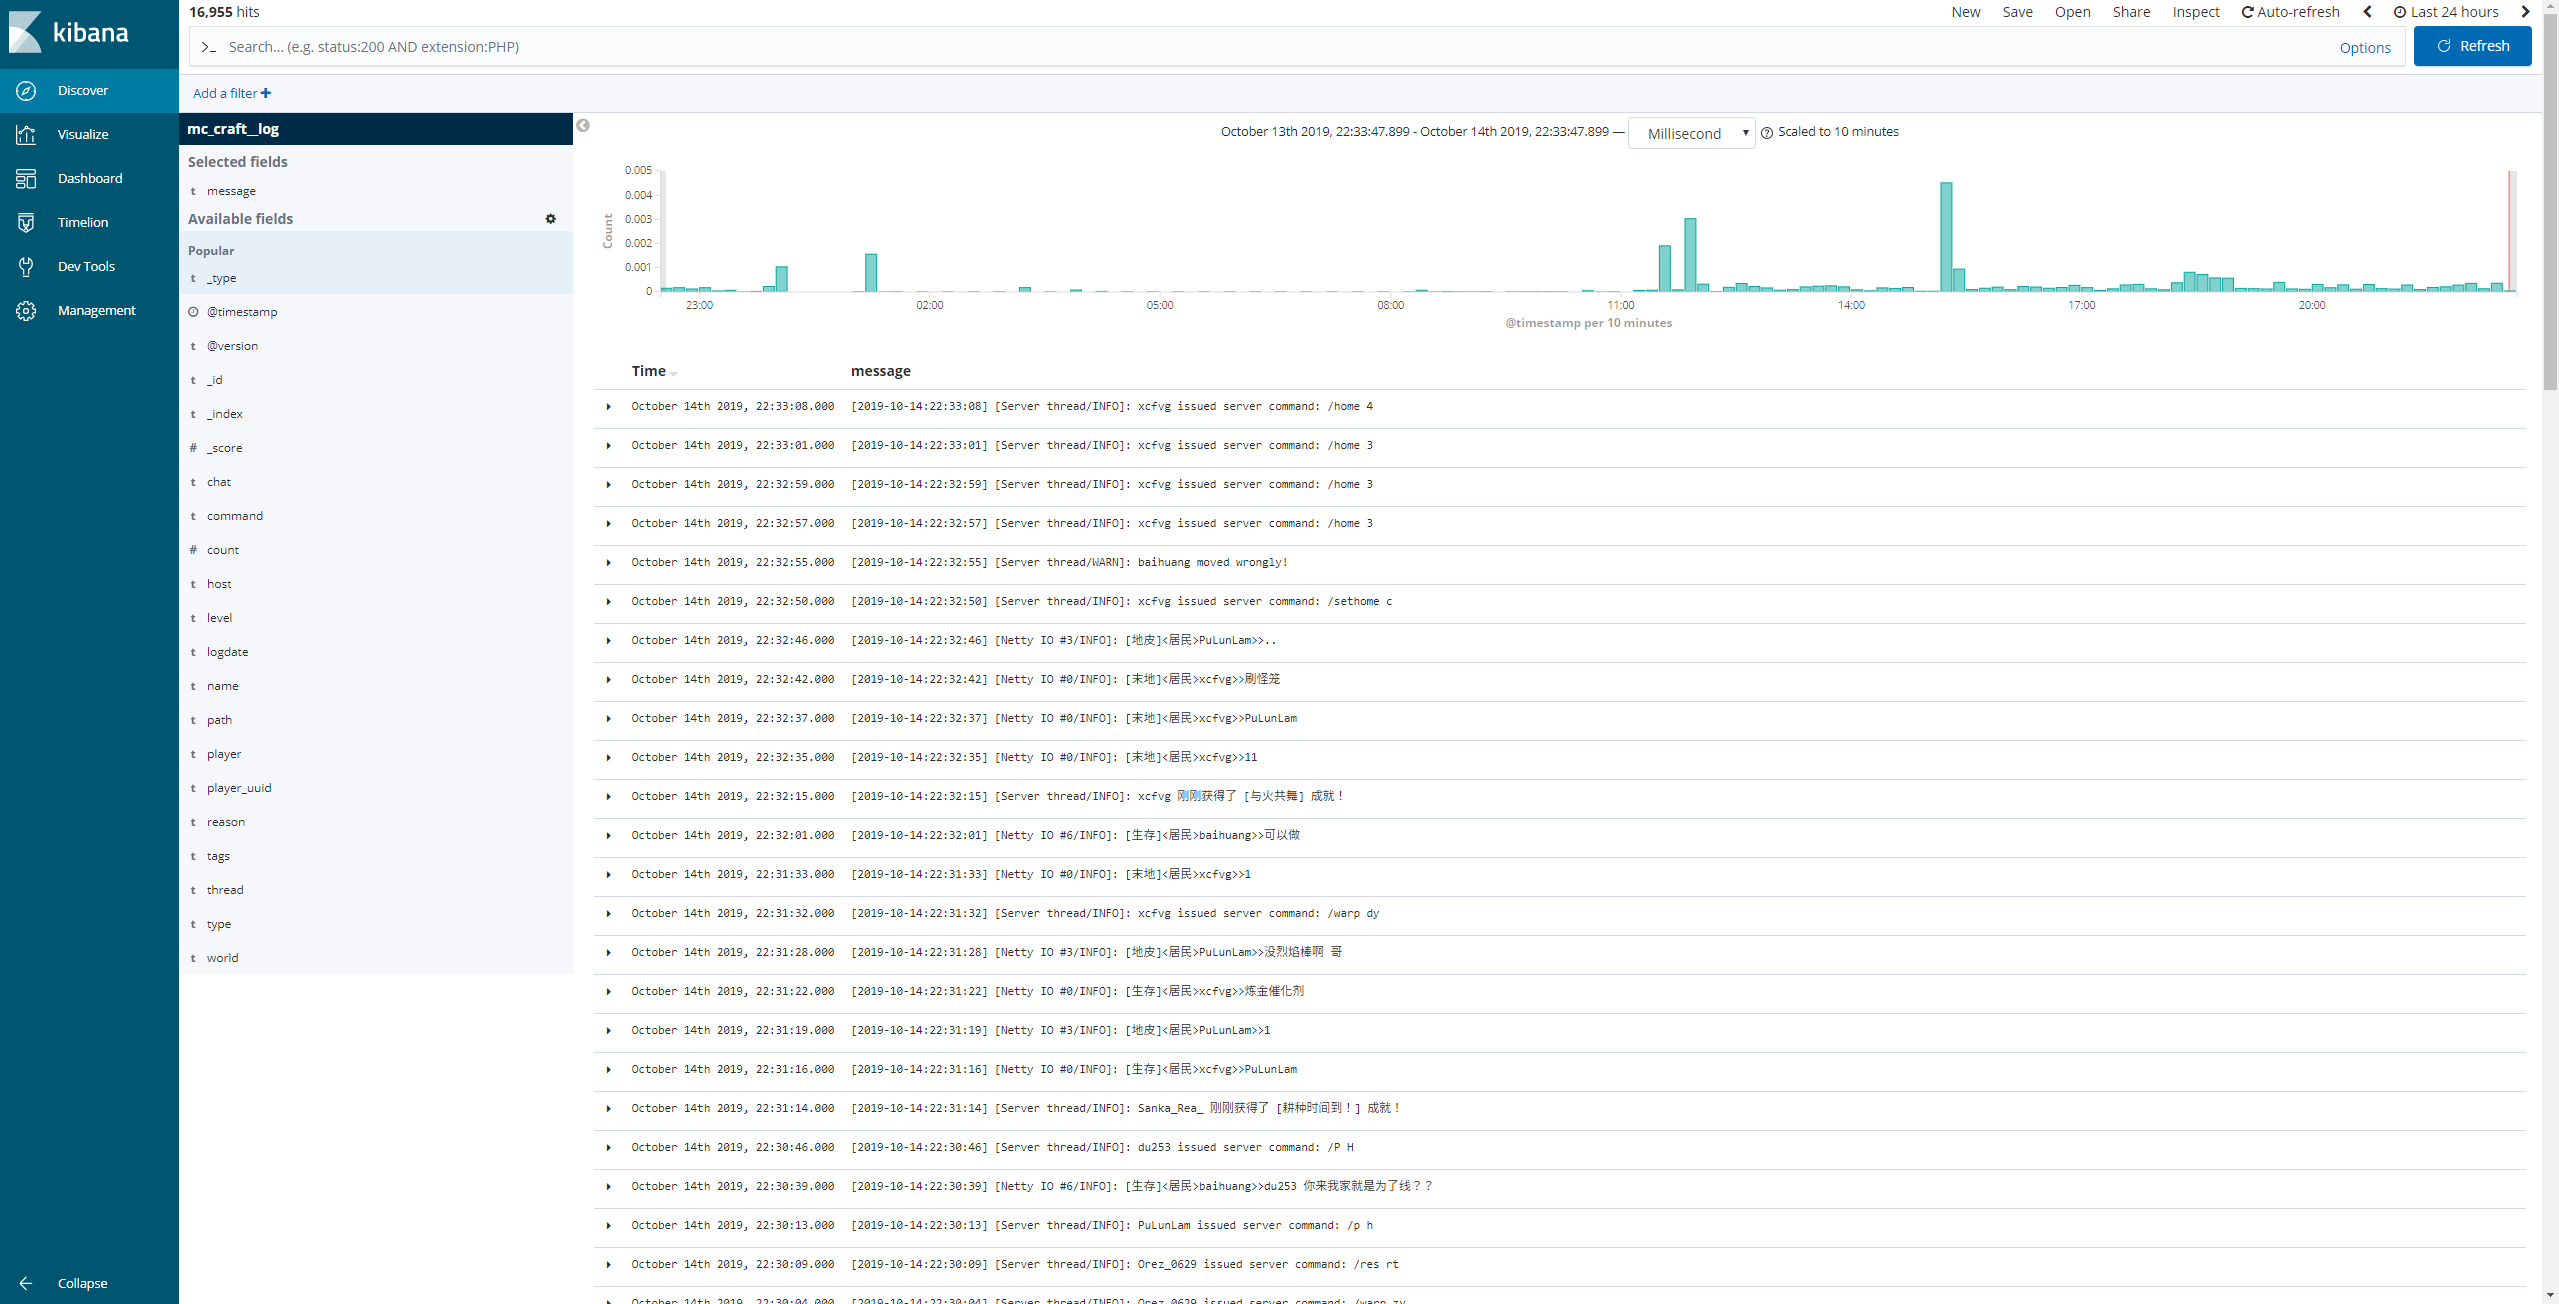 kibana
Discover
Visualize
Dashboard
Timelion
Dev Tools
Management
Collapse
16,955 hits
New Save Open Share Inspect Auto-refresh Last 24 hours
>_ Search... (e.g. status:200 AND extension:PHP) Options Refresh
Add a filter +
mc_craft__log
Selected fields
t message
Available fields
Popular
t _type
@timestamp
t @version
t _id
t _index
# _score
t chat
t command
# count
t host
t level
t logdate
t name
t path
t player
t player_uuid
t reason
t tags
t thread
t type
t world
October 13th 2019, 22:33:47.899 - October 14th 2019, 22:33:47.899 — Millisecond Scaled to 10 minutes
Count
0.005
0.004
0.003
0.002
0.001
0
23:00 02:00 05:00 08:00 11:00 14:00 17:00 20:00
@timestamp per 10 minutes
Time message
October 14th 2019, 22:33:08.000 [2019-10-14:22:33:08] [Server thread/INFO]: xcfvg issued server command: /home 4
October 14th 2019, 22:33:01.000 [2019-10-14:22:33:01] [Server thread/INFO]: xcfvg issued server command: /home 3
October 14th 2019, 22:32:59.000 [2019-10-14:22:32:59] [Server thread/INFO]: xcfvg issued server command: /home 3
October 14th 2019, 22:32:57.000 [2019-10-14:22:32:57] [Server thread/INFO]: xcfvg issued server command: /home 3
October 14th 2019, 22:32:55.000 [2019-10-14:22:32:55] [Server thread/WARN]: baihuang moved wrongly!
October 14th 2019, 22:32:50.000 [2019-10-14:22:32:50] [Server thread/INFO]: xcfvg issued server command: /sethome c
October 14th 2019, 22:32:46.000 [2019-10-14:22:32:46] [Netty IO #3/INFO]: [地皮]<居民>PuLunLam>>..
October 14th 2019, 22:32:42.000 [2019-10-14:22:32:42] [Netty IO #0/INFO]: [末地]<居民>xcfvg>>刷怪笼
October 14th 2019, 22:32:37.000 [2019-10-14:22:32:37] [Netty IO #0/INFO]: [末地]<居民>xcfvg>>PuLunLam
October 14th 2019, 22:32:35.000 [2019-10-14:22:32:35] [Netty IO #0/INFO]: [末地]<居民>xcfvg>>11
October 14th 2019, 22:32:15.000 [2019-10-14:22:32:15] [Server thread/INFO]: xcfvg 刚刚获得了 [与火共舞] 成就！
October 14th 2019, 22:32:01.000 [2019-10-14:22:32:01] [Netty IO #6/INFO]: [生存]<居民>baihuang>>可以做
October 14th 2019, 22:31:33.000 [2019-10-14:22:31:33] [Netty IO #0/INFO]: [末地]<居民>xcfvg>>1
October 14th 2019, 22:31:32.000 [2019-10-14:22:31:32] [Server thread/INFO]: xcfvg issued server command: /warp dy
October 14th 2019, 22:31:28.000 [2019-10-14:22:31:28] [Netty IO #3/INFO]: [地皮]<居民>PuLunLam>>没烈焰棒啊 哥
October 14th 2019, 22:31:22.000 [2019-10-14:22:31:22] [Netty IO #0/INFO]: [生存]<居民>xcfvg>>炼金催化剂
October 14th 2019, 22:31:19.000 [2019-10-14:22:31:19] [Netty IO #3/INFO]: [地皮]<居民>PuLunLam>>1
October 14th 2019, 22:31:16.000 [2019-10-14:22:31:16] [Netty IO #0/INFO]: [生存]<居民>xcfvg>>PuLunLam
October 14th 2019, 22:31:14.000 [2019-10-14:22:31:14] [Server thread/INFO]: Sanka_Rea_ 刚刚获得了 [耕种时间到！] 成就！
October 14th 2019, 22:30:46.000 [2019-10-14:22:30:46] [Server thread/INFO]: du253 issued server command: /P H
October 14th 2019, 22:30:39.000 [2019-10-14:22:30:39] [Netty IO #6/INFO]: [生存]<居民>baihuang>>du253 你来我家就是为了线？？
October 14th 2019, 22:30:13.000 [2019-10-14:22:30:13] [Server thread/INFO]: PuLunLam issued server command: /p h
October 14th 2019, 22:30:09.000 [2019-10-14:22:30:09] [Server thread/INFO]: Orez_0629 issued server command: /res rt
October 14th 2019, 22:30:04.000 [2019-10-14:22:30:04] [Server thread/INFO]: Orez_0629 issued server command: /warp zy